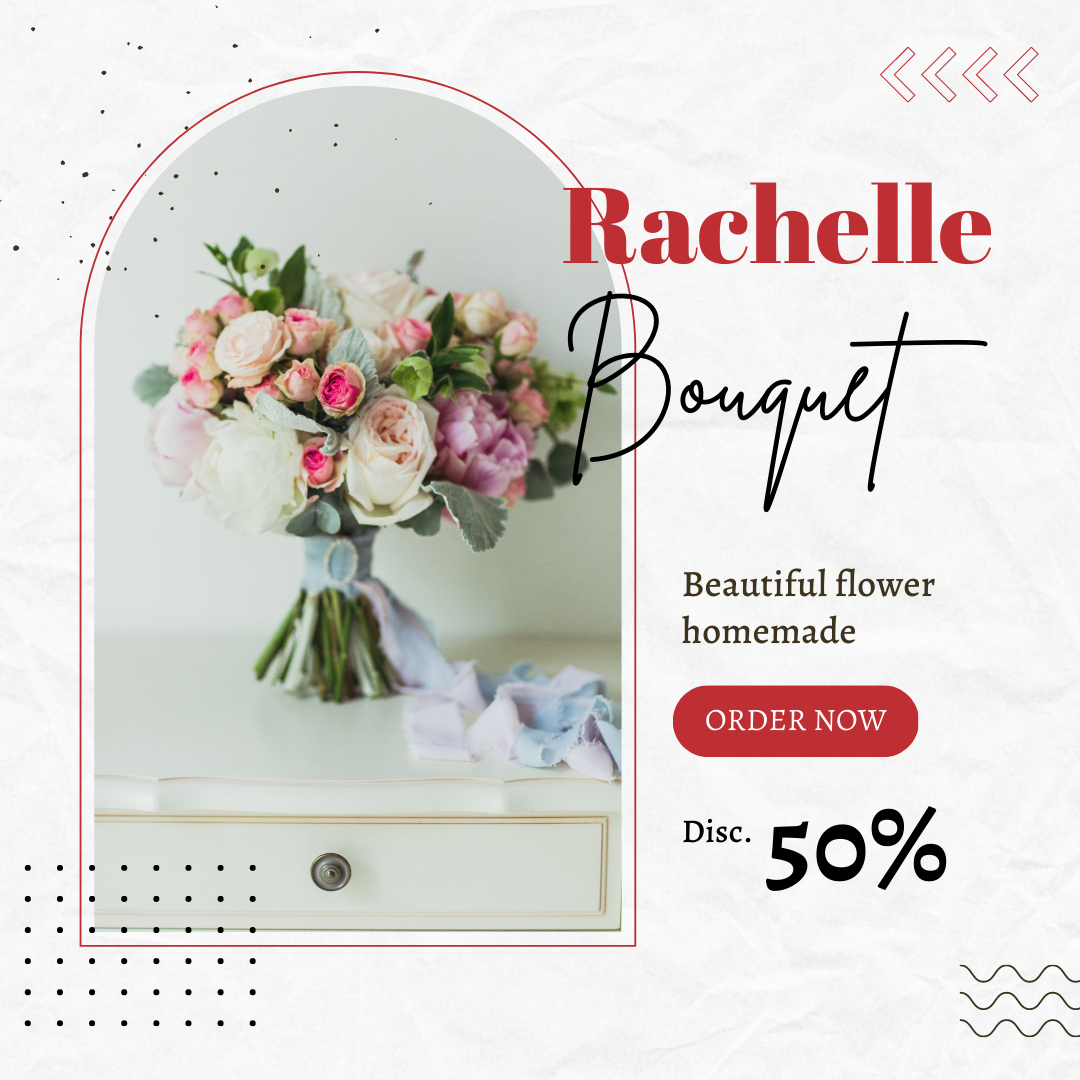 Rachelle
Bouquet
Beautiful flower
homemade
ORDER NOW
Disc. 50%